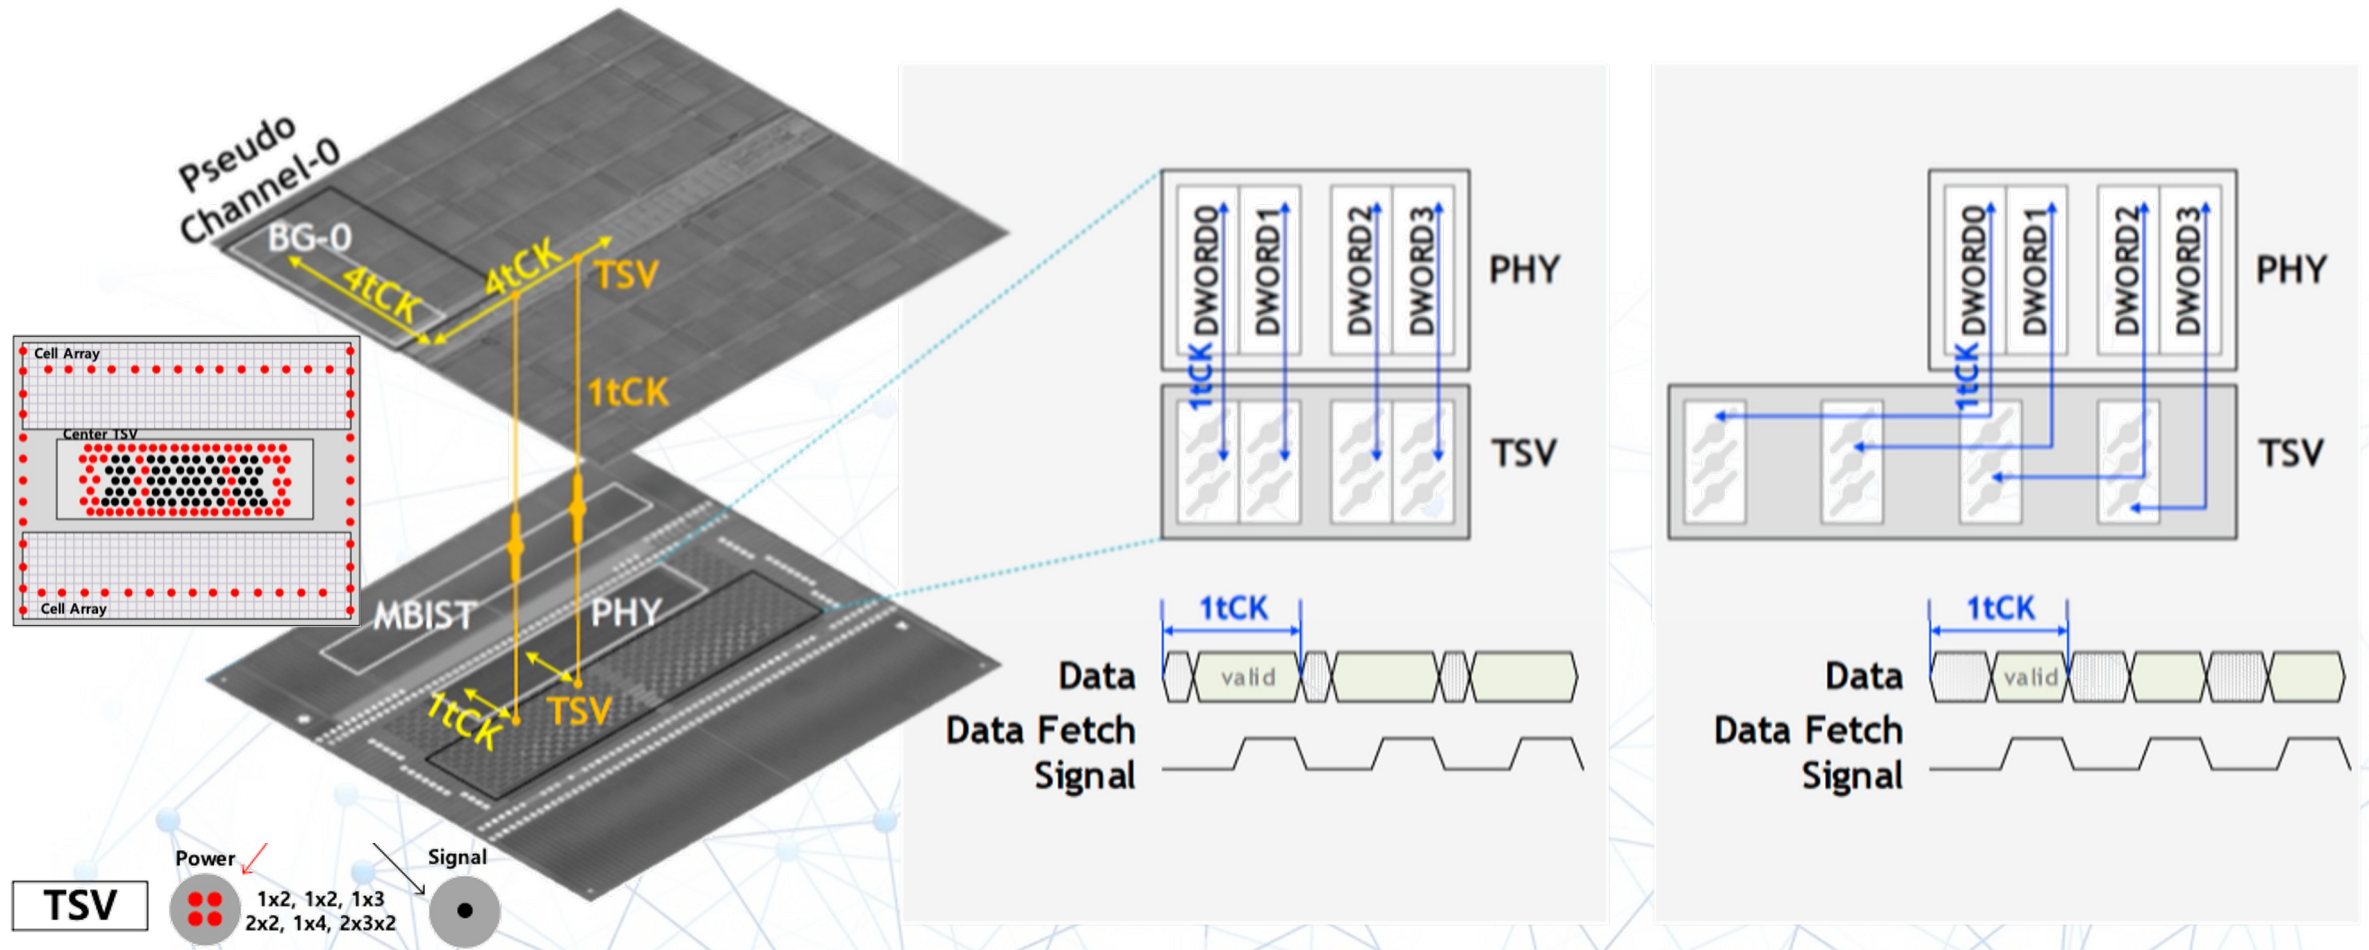 Pseudo
Channel-0
BG-0
4tCK
4tCK
TSV
1tCK
MBIST
PHY
TSV
1tCK
Cell Array
Center TSV
Cell Array
TSV
Power
1x2, 1x2, 1x3
2x2, 1x4, 2x3x2
Signal
DWORD0
DWORD1
DWORD2
DWORD3
PHY
1tCK
TSV
1tCK
Data
valid
Data Fetch
Signal
DWORD0
DWORD1
DWORD2
DWORD3
PHY
1tCK
TSV
1tCK
Data
valid
Data Fetch
Signal